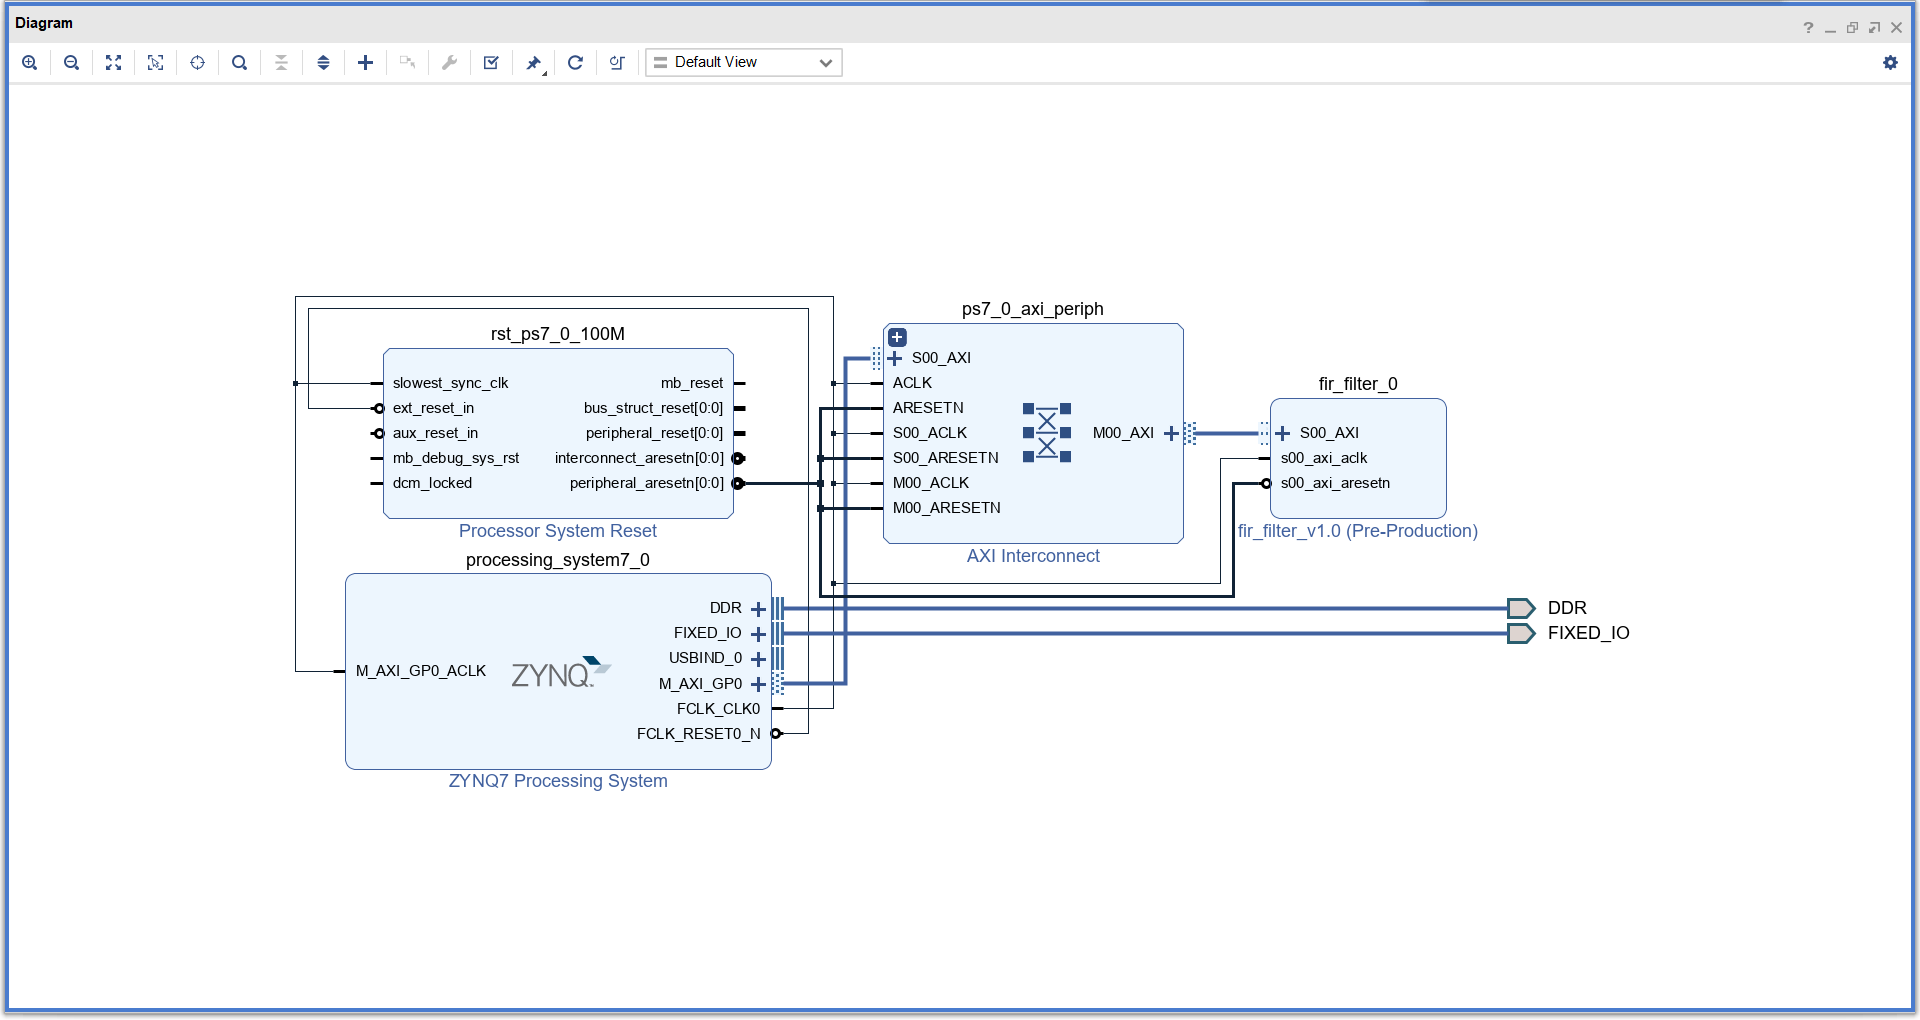 Diagram
Default View
rst_ps7_0_100M
slowest_sync_clk
ext_reset_in
aux_reset_in
mb_debug_sys_rst
dcm_locked
mb_reset
bus_struct_reset[0:0]
peripheral_reset[0:0]
interconnect_aresetn[0:0]
peripheral_aresetn[0:0]
Processor System Reset
processing_system7_0
M_AXI_GP0_ACLK
ZYNQ
DDR
FIXED_IO
USBIND_0
M_AXI_GP0
FCLK_CLK0
FCLK_RESET0_N
ZYNQ7 Processing System
ps7_0_axi_periph
S00_AXI
ACLK
ARESETN
S00_ACLK
S00_ARESETN
M00_ACLK
M00_ARESETN
M00_AXI
AXI Interconnect
fir_filter_0
S00_AXI
s00_axi_aclk
s00_axi_aresetn
fir_filter_v1.0 (Pre-Production)
DDR
FIXED_IO